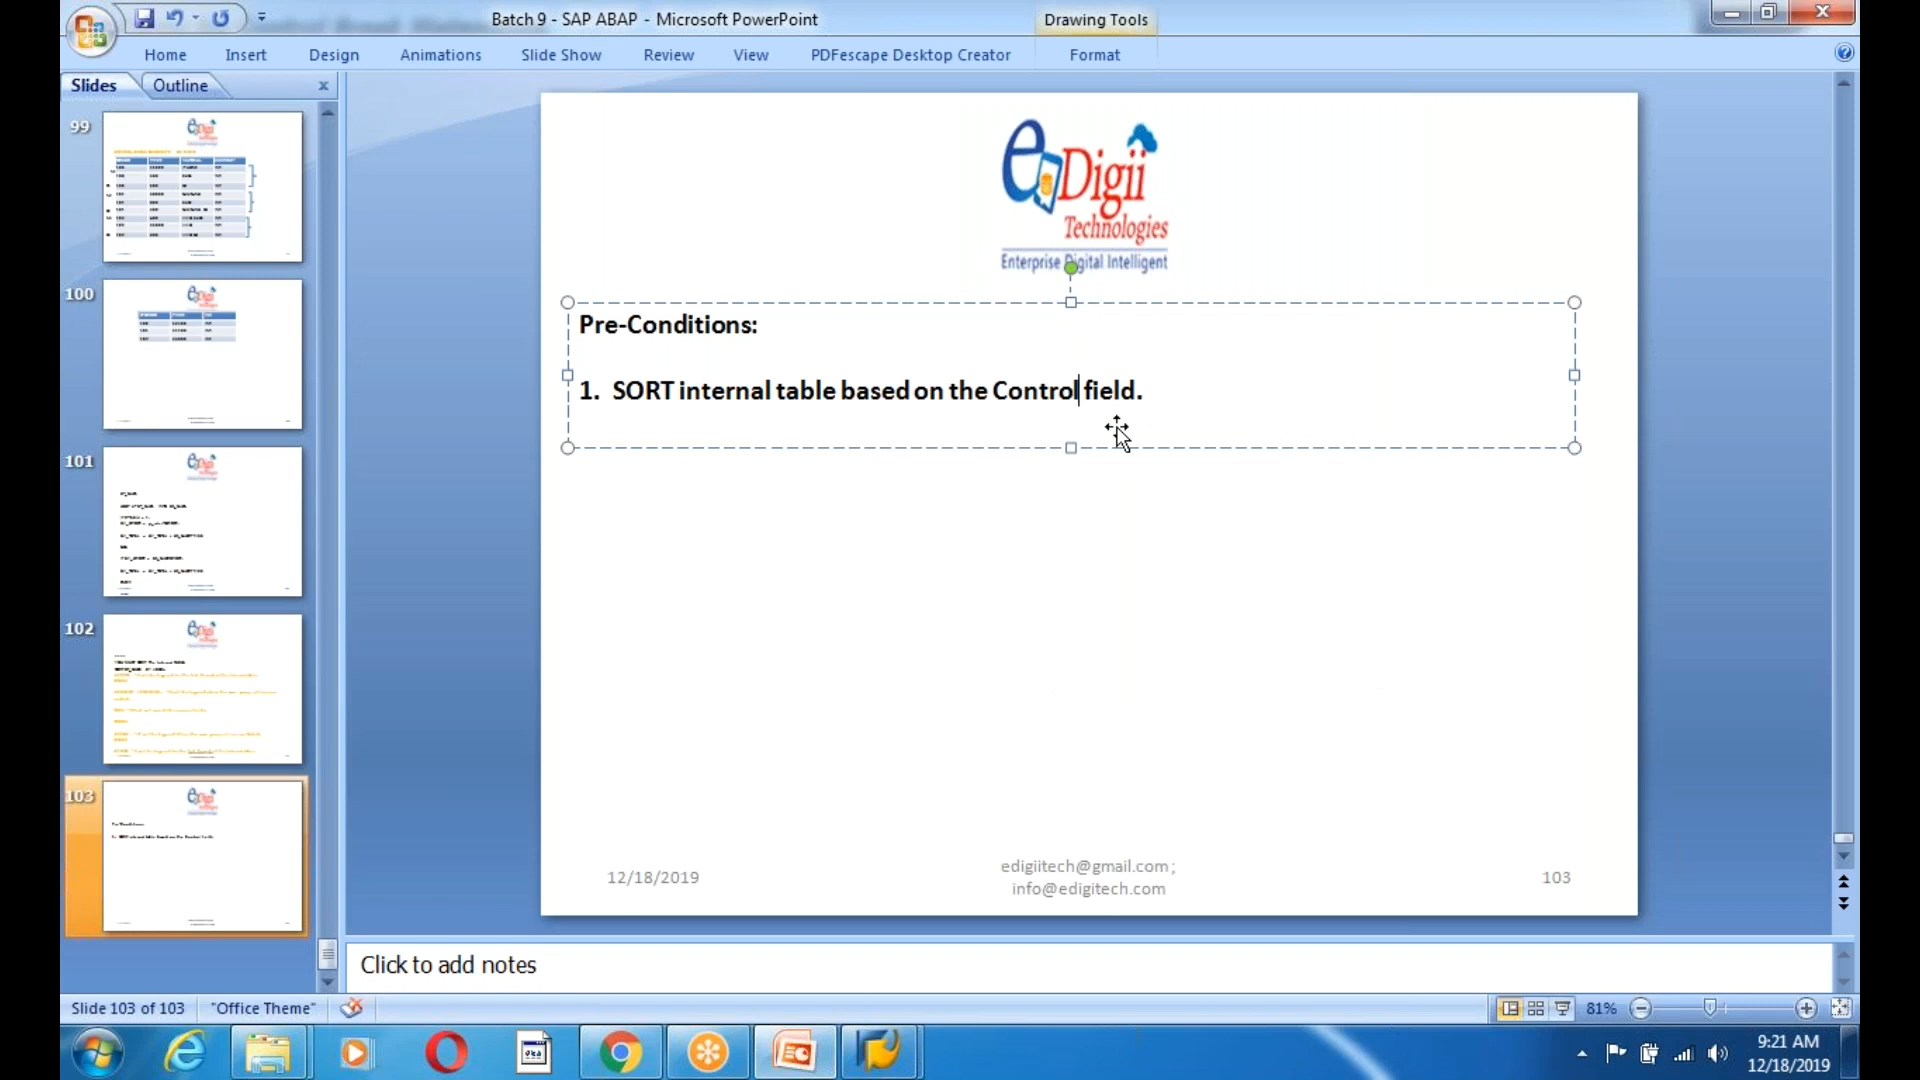 Batch 9 - SAP ABAP - Microsoft PowerPoint
Drawing Tools
Home
Insert
Design
Animations
Slide Show
Review
View
PDFescape Desktop Creator
Format
Slides
Outline
99
100
101
102
103
eDigii
Technologies
Enterprise Digital Intelligent
Pre-Conditions:
1. SORT internal table based on the Control field.
12/18/2019
edigiitech@gmail.com;
info@edigitech.com
103
Click to add notes
Slide 103 of 103
"Office Theme"
81%
9:21 AM
12/18/2019